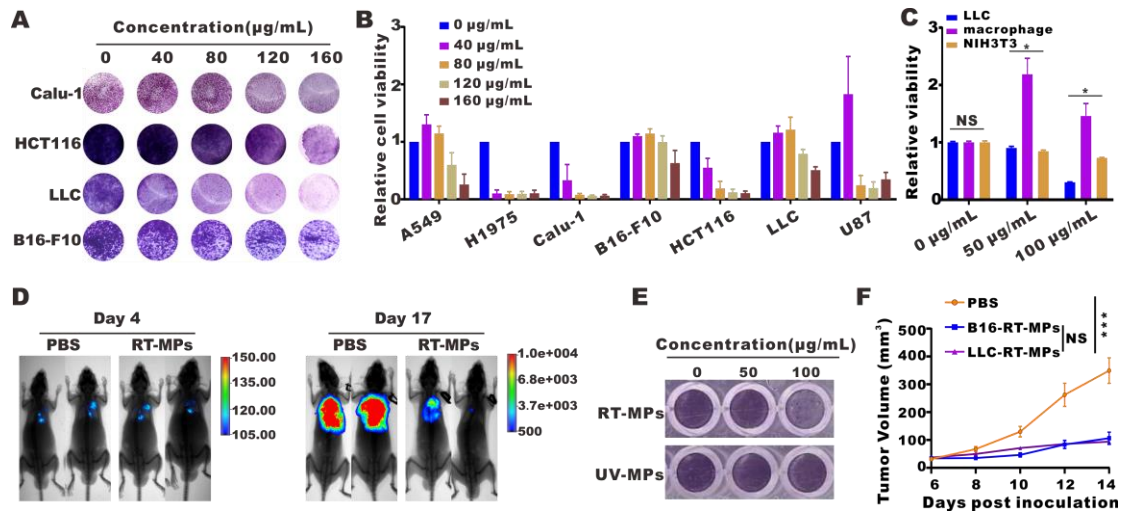 A
Concentration(μg/mL)
0 40 80 120 160
Calu-1
HCT116
LLC
B16-F10
B
Relative cell viability
4
3
2
1
0
0 μg/mL
40 μg/mL
80 μg/mL
120 μg/mL
160 μg/mL
A549 H1975 Calu-1 B16-F10 HCT116 LLC U87
C
Relative viability
4
3
2
1
0
LLC
macrophage
NIH3T3
NS * *
0 μg/mL 50 μg/mL 100 μg/mL
D
Day 4
PBS RT-MPs
150.00
135.00
120.00
105.00
Day 17
PBS RT-MPs
1.0e+004
6.8e+003
3.7e+003
500
E
Concentration(μg/mL)
0 50 100
RT-MPs
UV-MPs
F
PBS
B16-RT-MPs
LLC-RT-MPs
NS
***
Tumor Volume (mm³)
500
400
300
200
100
0
6 8 10 12 14
Days post inoculation